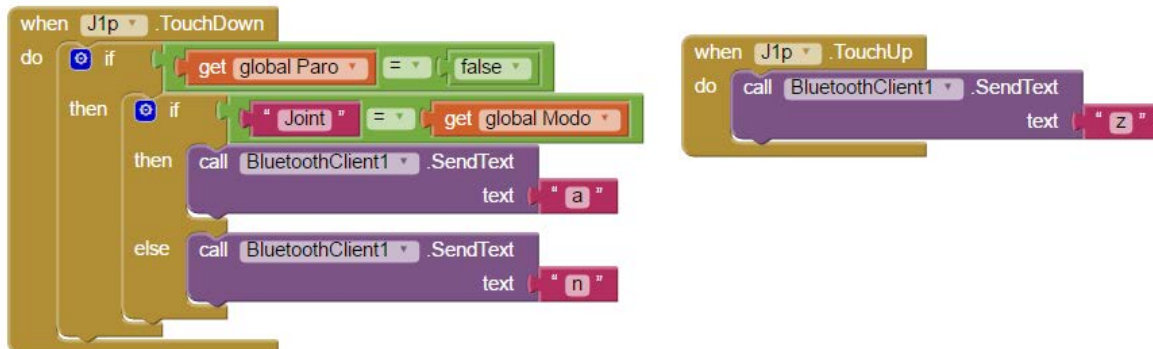 when J1p .TouchDown
do if get global Paro = false
then if " Joint " = get global Modo
then call BluetoothClient1 .SendText
text " a "
else call BluetoothClient1 .SendText
text " n "
when J1p .TouchUp
do call BluetoothClient1 .SendText
text " z "